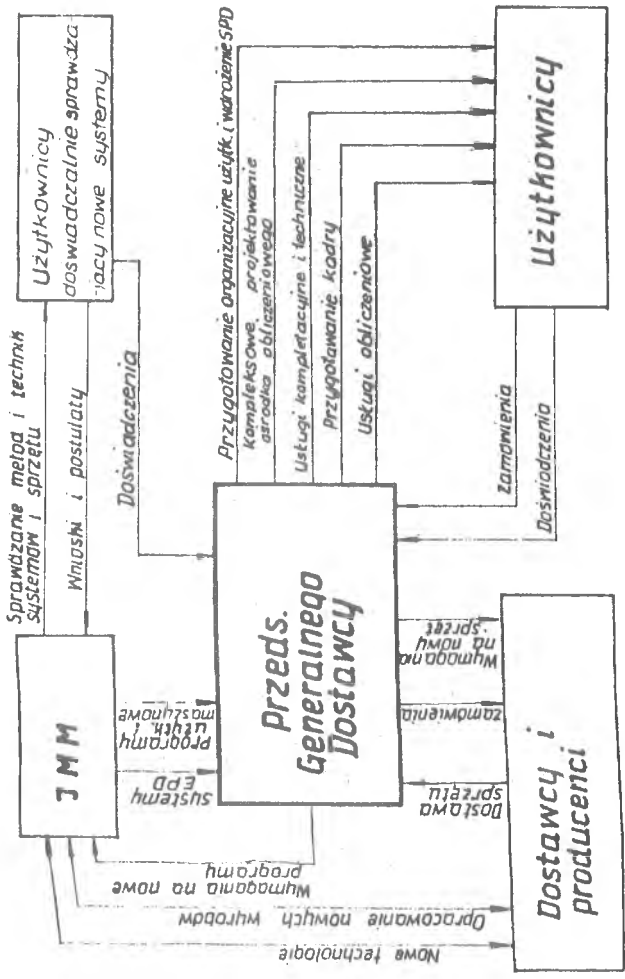 Użytkownicy
doświadczalnie sprawdza-
-jący nowe systemy
Sprawdzanie metod i technik
systemów i sprzętu
Wnioski i postulaty
Doświadczenia
JMM
Programy
użytk. i
maszynowe
systemy
EPD
Wymagania na nowe
programy
Opracowanie nowych wyrobów
Nowe technologie
Przeds.
Generalnego
Dostawcy
Przygotowanie organizacyjne użytk. i wdrożenie SPD
Kompleksowe projektowanie
ośrodka obliczeniowego
Usługi kompletacyjne i techniczne
Przygotowanie kadry
Usługi obliczeniowe
Użytkownicy
Zamówienia
Doświadczenia
Wymagania
na nowy
sprzęt
zamówienia
Dostawa
sprzętu
Dostawcy i
producenci